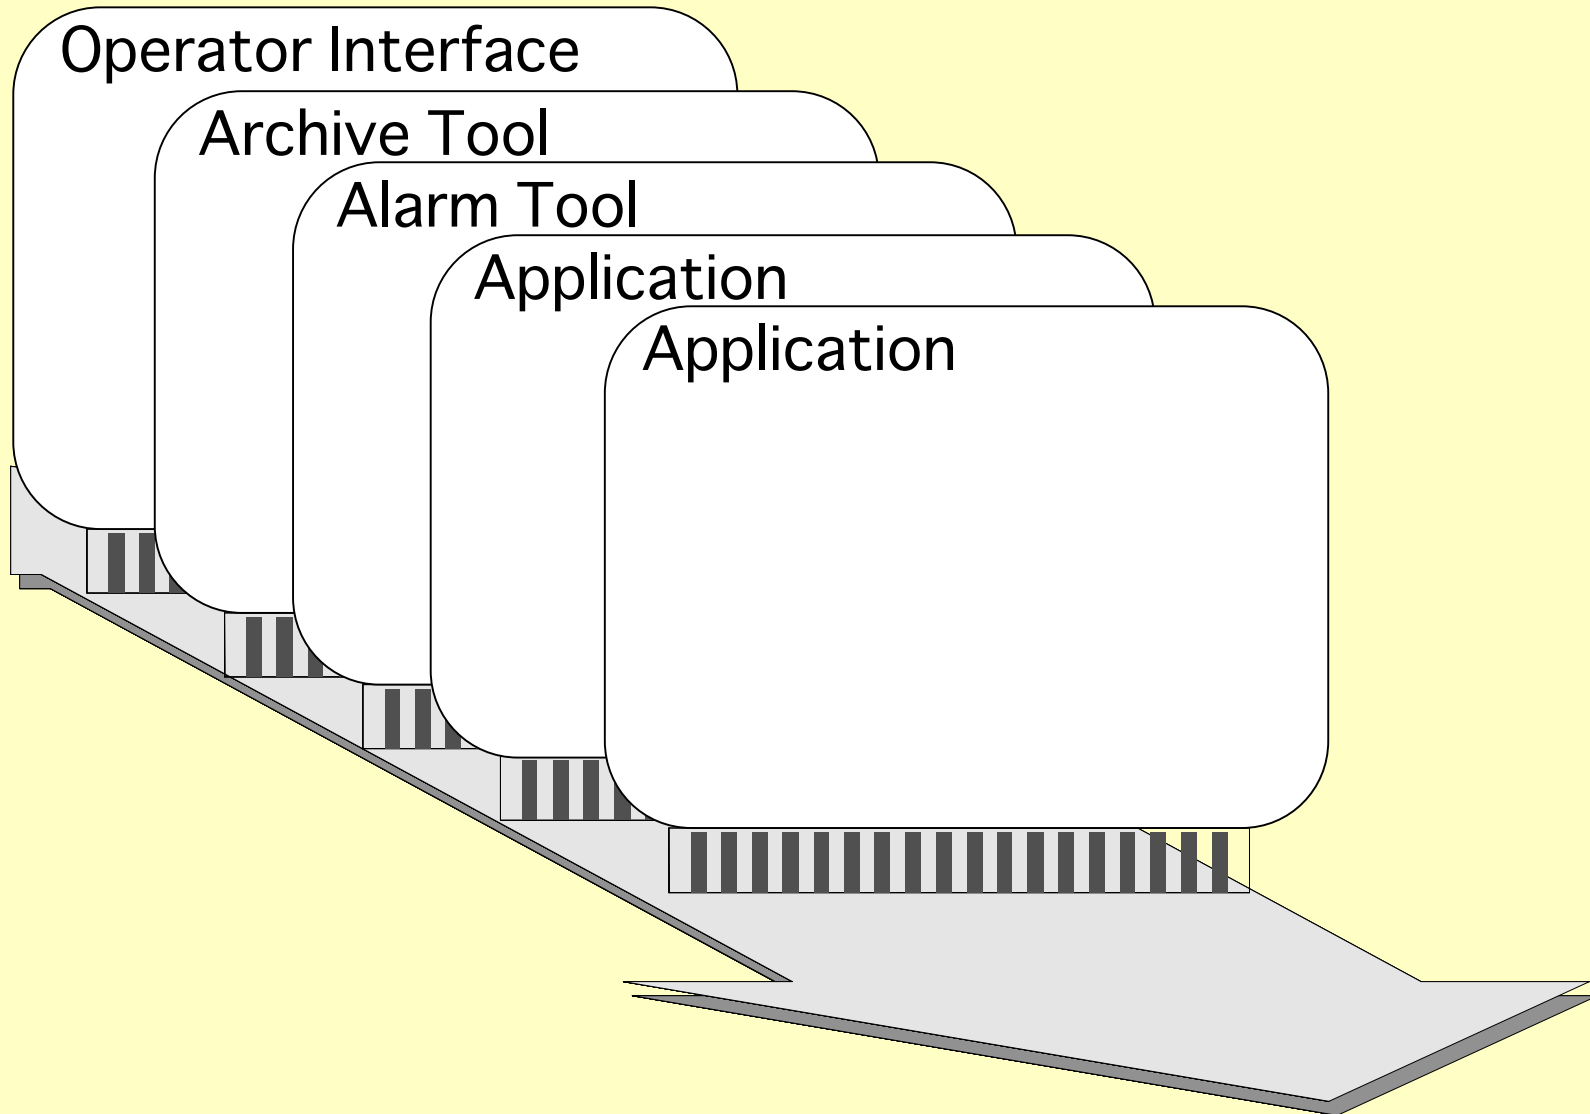 Operator Interface
Archive Tool
Alarm Tool
Application
Application